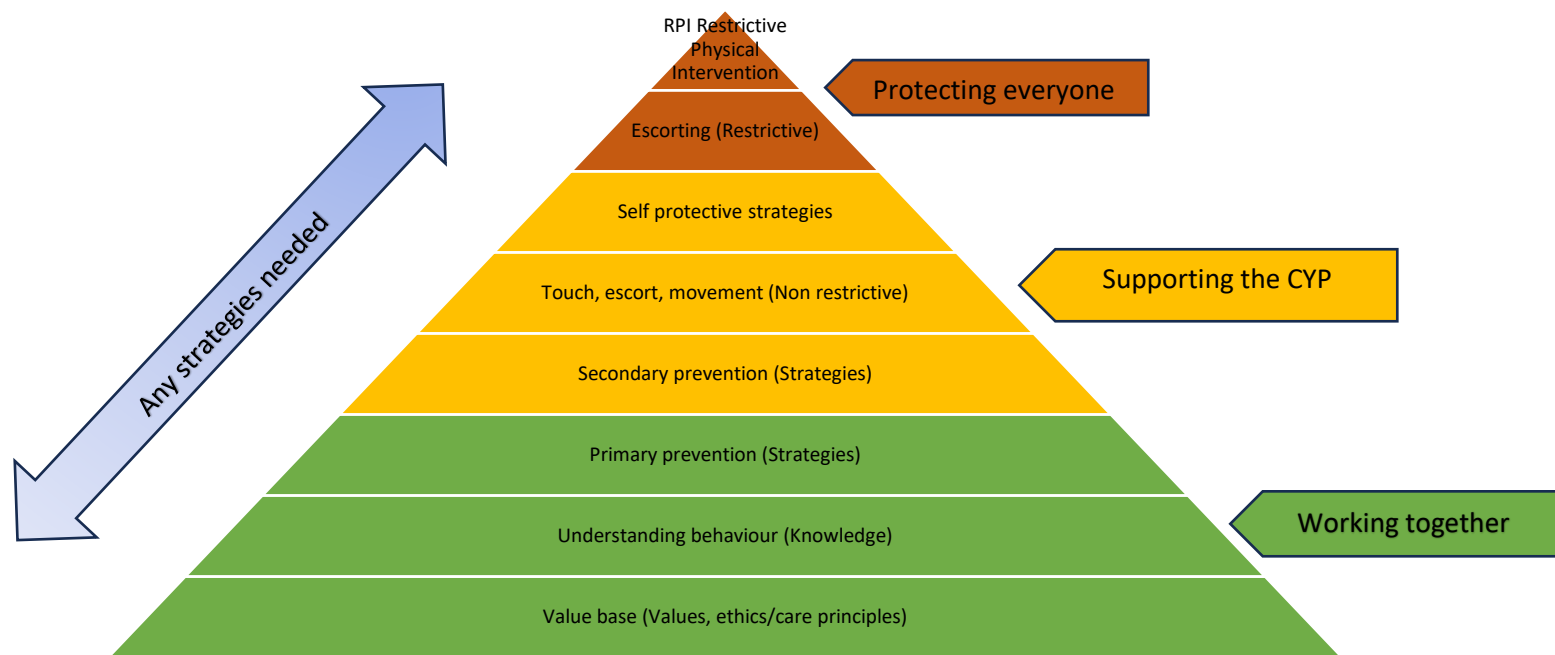 RPI Restrictive
Physical
Intervention
Protecting everyone
Escorting (Restrictive)
Self protective strategies
Any strategies needed
Touch, escort, movement (Non restrictive)
Supporting the CYP
Secondary prevention (Strategies)
Primary prevention (Strategies)
Understanding behaviour (Knowledge)
Working together
Value base (Values, ethics/care principles)